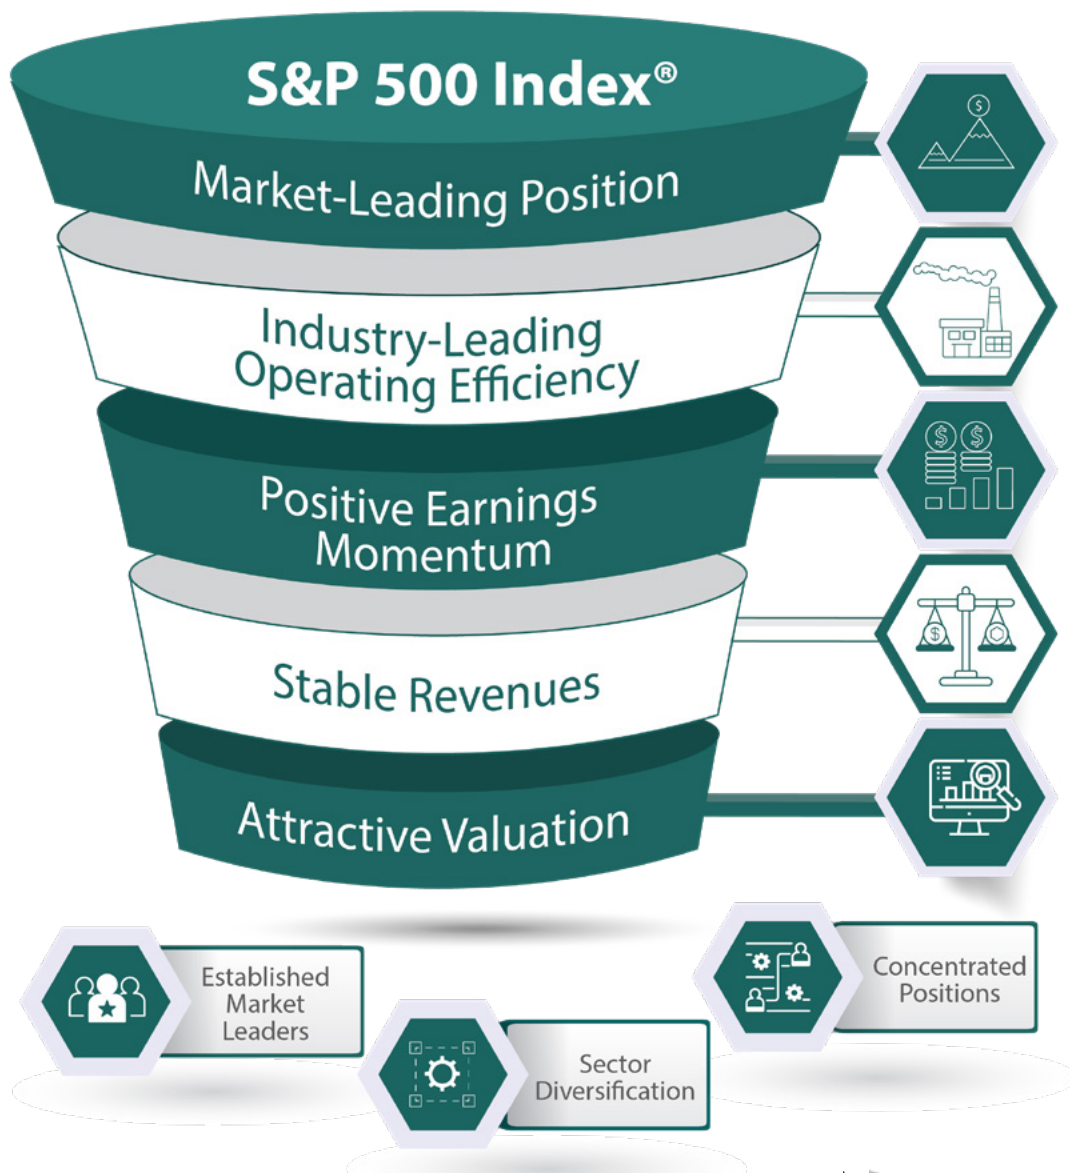 S&P 500 Index®
Market-Leading Position
Industry-Leading
Operating Efficiency
Positive Earnings
Momentum
Stable Revenues
Attractive Valuation
Established
Market
Leaders
Sector
Diversification
Concentrated
Positions